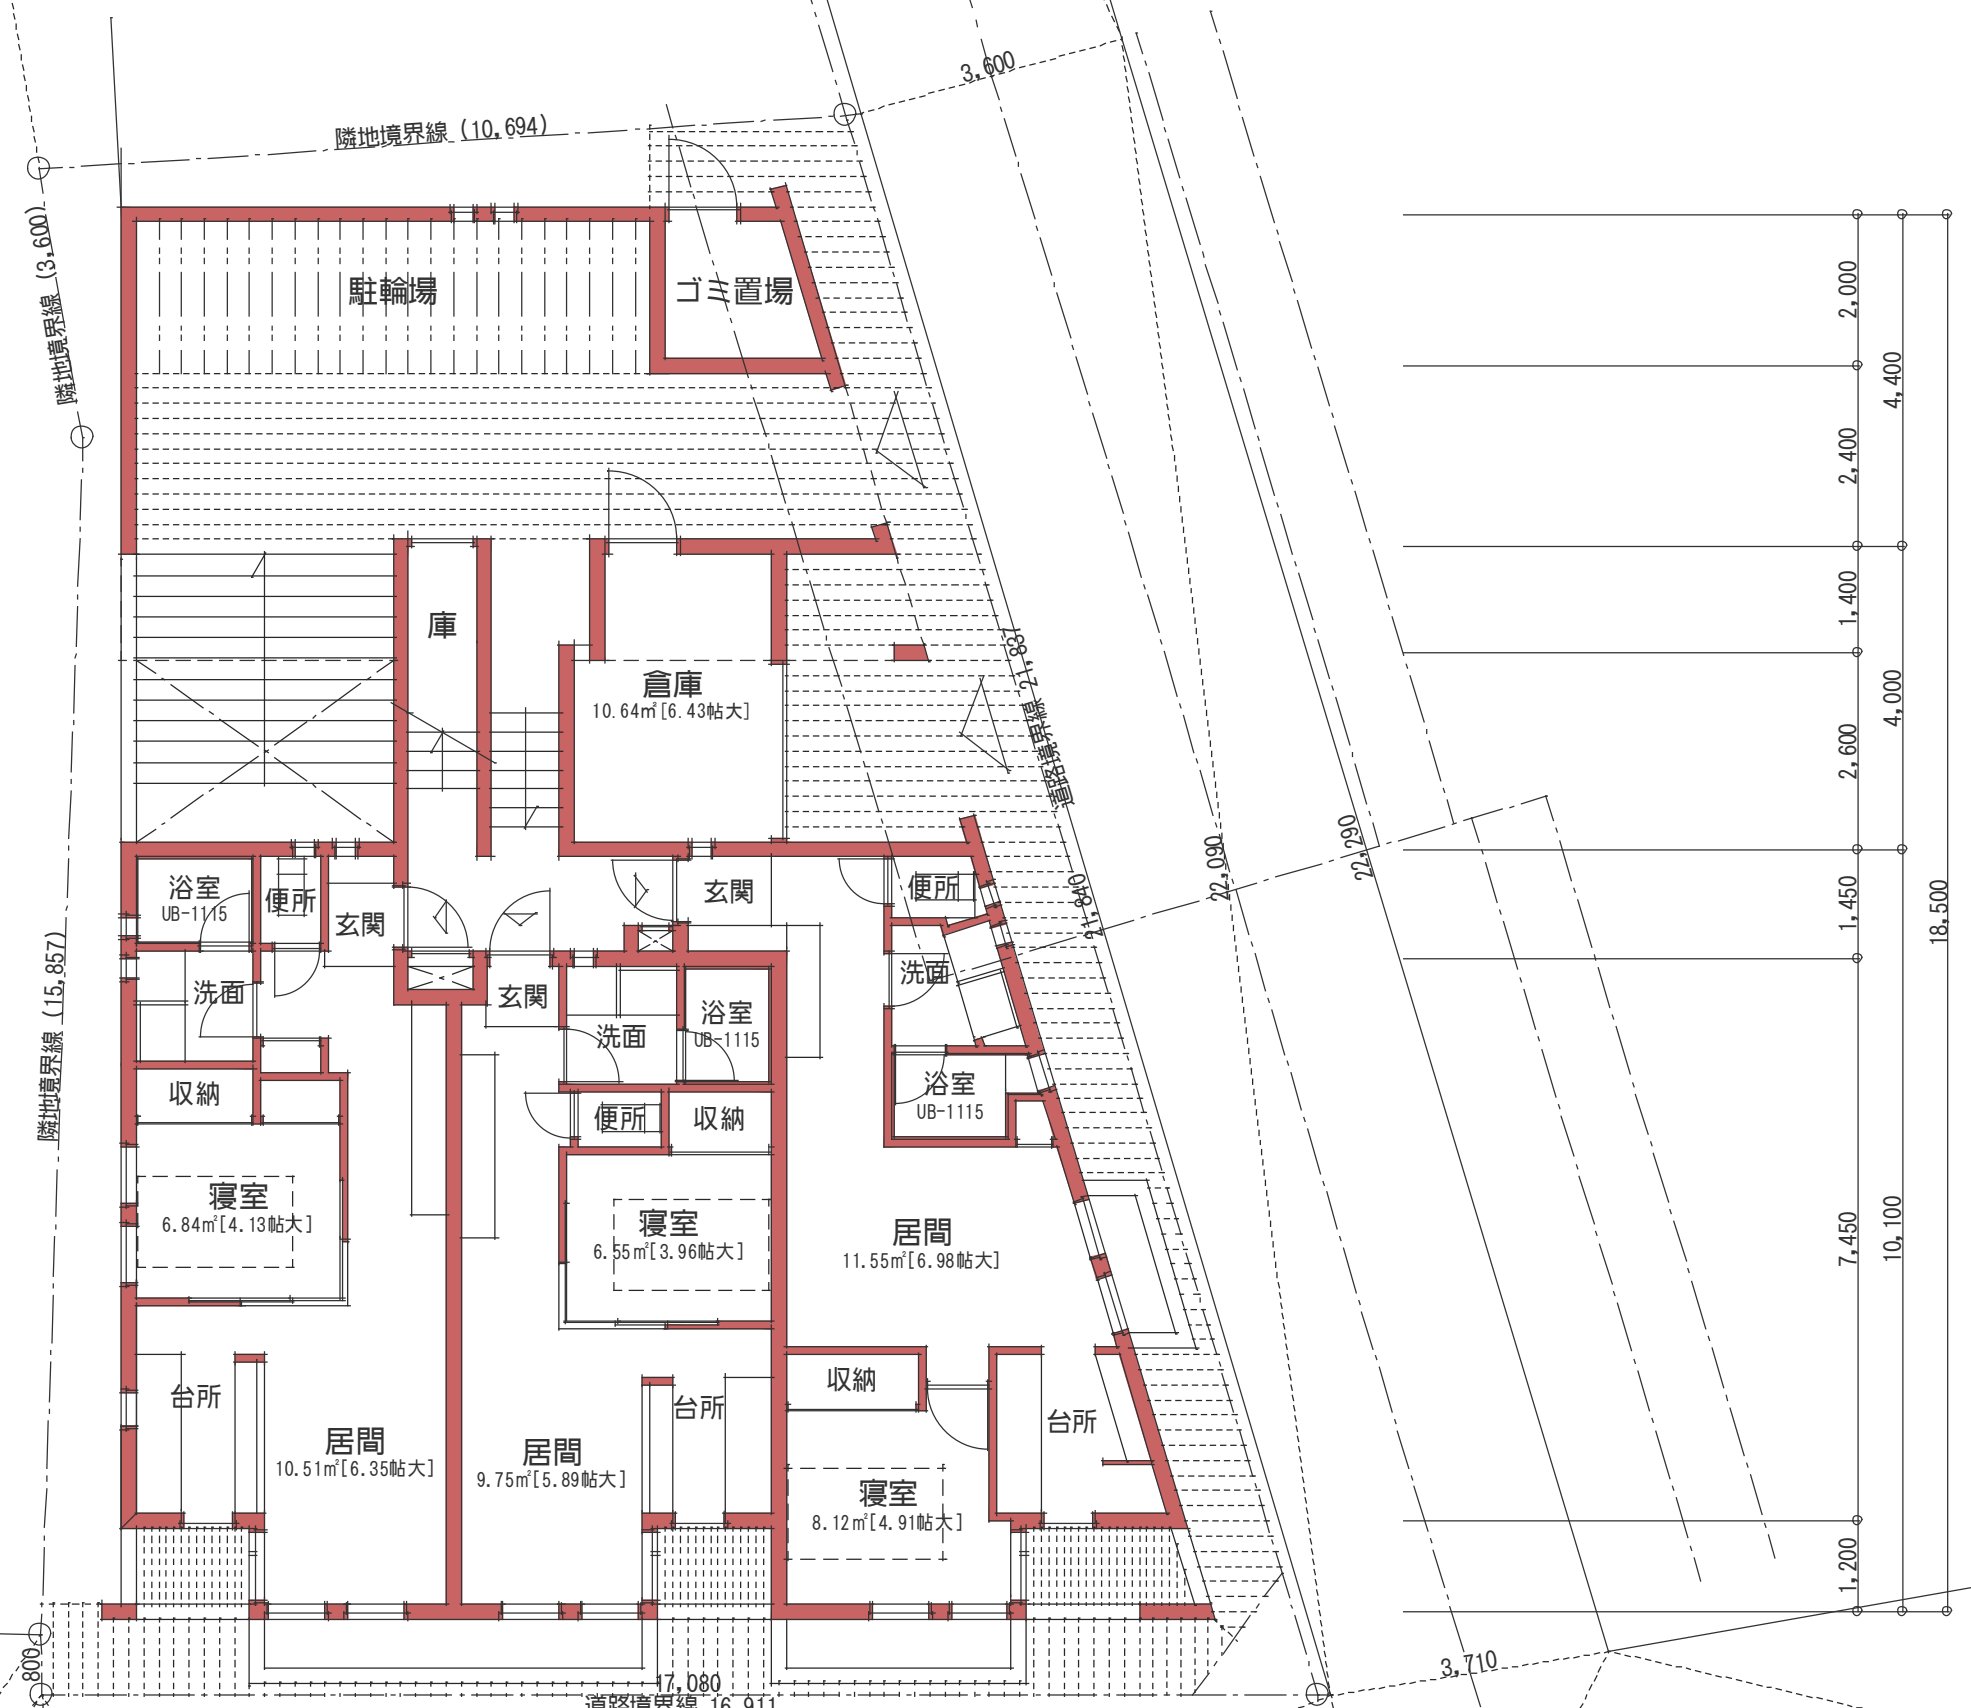 3,600
隣地境界線 (10,694)
隣地境界線 (3,600)
駐輪場
ゴミ置場
2,000
4,400
2,400
庫
倉庫
10.64㎡[6.43帖大]
1,400
4,000
2,600
道路境界線 21,837
浴室
UB-1115
便所
玄関
玄関
便所
21,840
22,090
22,290
1,450
18,500
洗面
玄関
洗面
浴室
UB-1115
洗面
隣地境界線 (15,857)
収納
便所
収納
浴室
UB-1115
寝室
6.84㎡[4.13帖大]
寝室
6.55㎡[3.96帖大]
居間
11.55㎡[6.98帖大]
7,450
10,100
台所
台所
収納
台所
居間
10.51㎡[6.35帖大]
居間
9.75㎡[5.89帖大]
寝室
8.12㎡[4.91帖大]
1,200
800
17,080
道路境界線 16,911
3,710